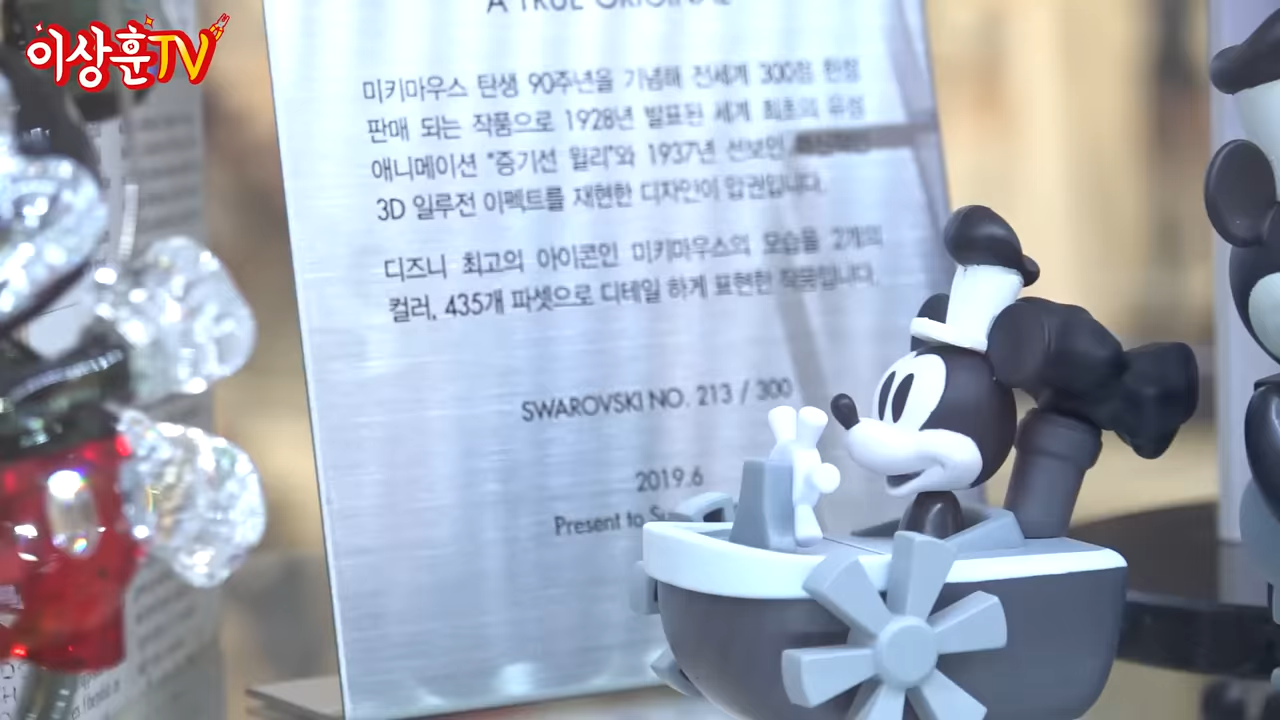 이상훈TV
A TRUE ORIGINAL
미키마우스 탄생 90주년을 기념해 전세계 300점 한정
판매 되는 작품으로 1928년 발표된 세계 최초의 유성
애니메이션 "증기선 윌리"와 1937년 선보인
3D 일루전 이펙트를 재현한 디자인이 압권입니다.
디즈니 최고의 아이콘인 미키마우스의 모습을 2개의
컬러, 435개 파셋으로 디테일 하게 표현한 작품입니다.
SWAROVSKI NO. 213 / 300
2019.6
Present to